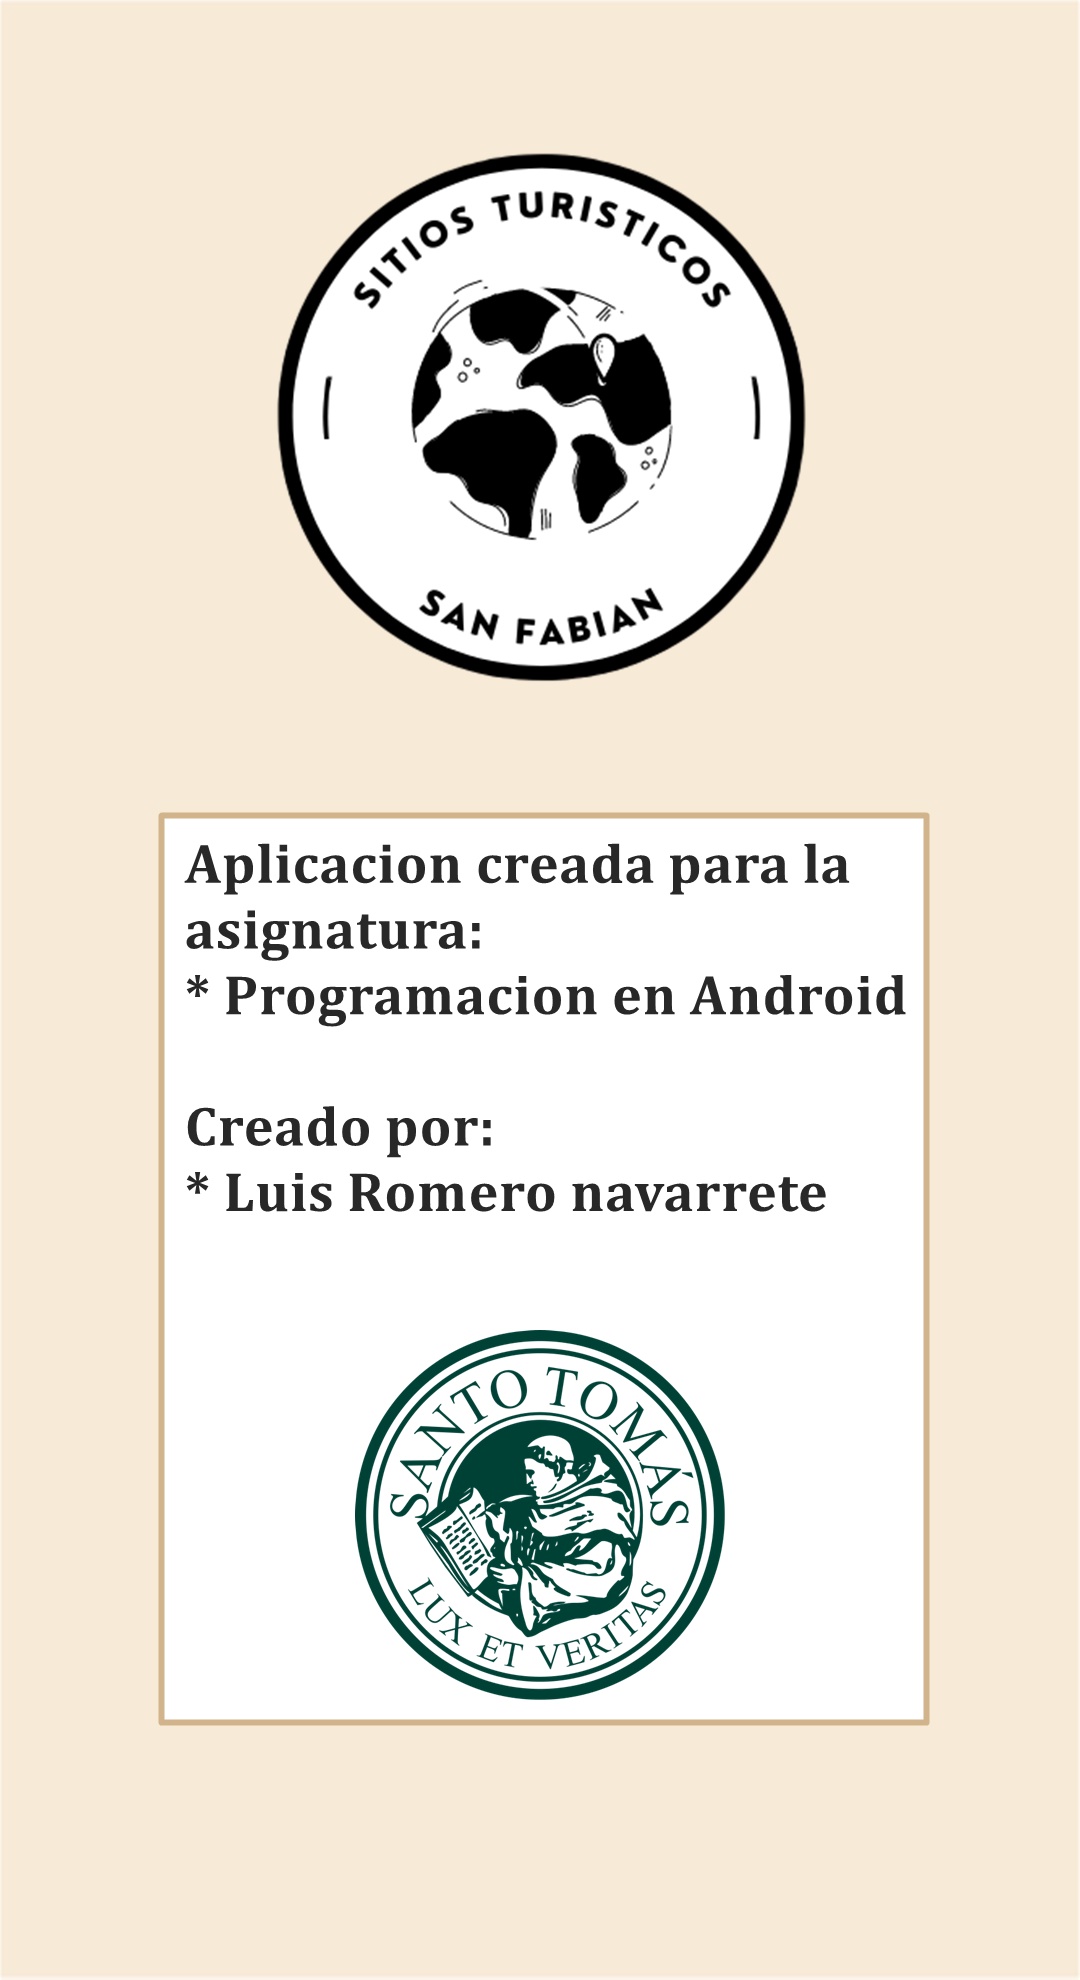 SITIOS TURISTICOS
SAN FABIAN
Aplicacion creada para la
asignatura:
* Programacion en Android
Creado por:
* Luis Romero navarrete
SANTO TOMÁS
LUX ET VERITAS